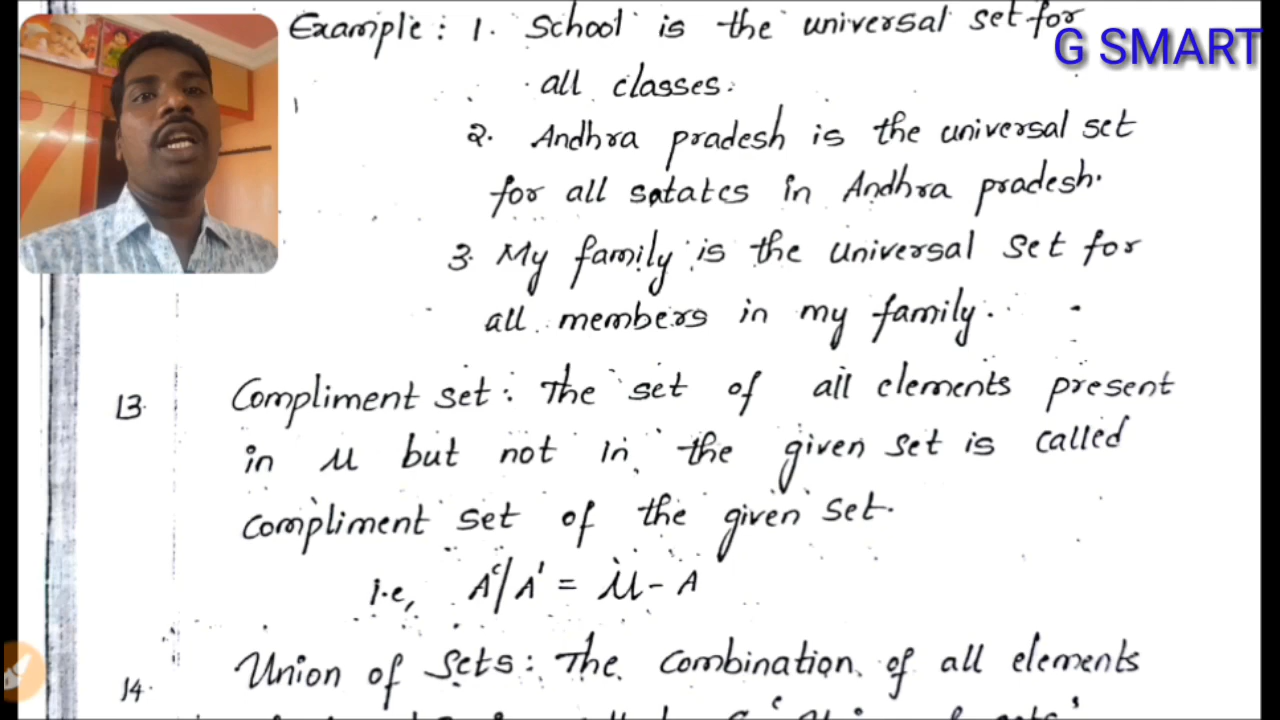 Example: 1. School is the universal set for
G SMART
all classes.
2. Andhra pradesh is the universal set
for all satates in Andhra pradesh.
3. My family is the universal set for
all members in my family.
13. Compliment set: The set of all elements present
in μ but not in the given set is called
compliment set of the given set.
i.e, Aᶜ/A' = μ - A
14. Union of sets: The combination of all elements